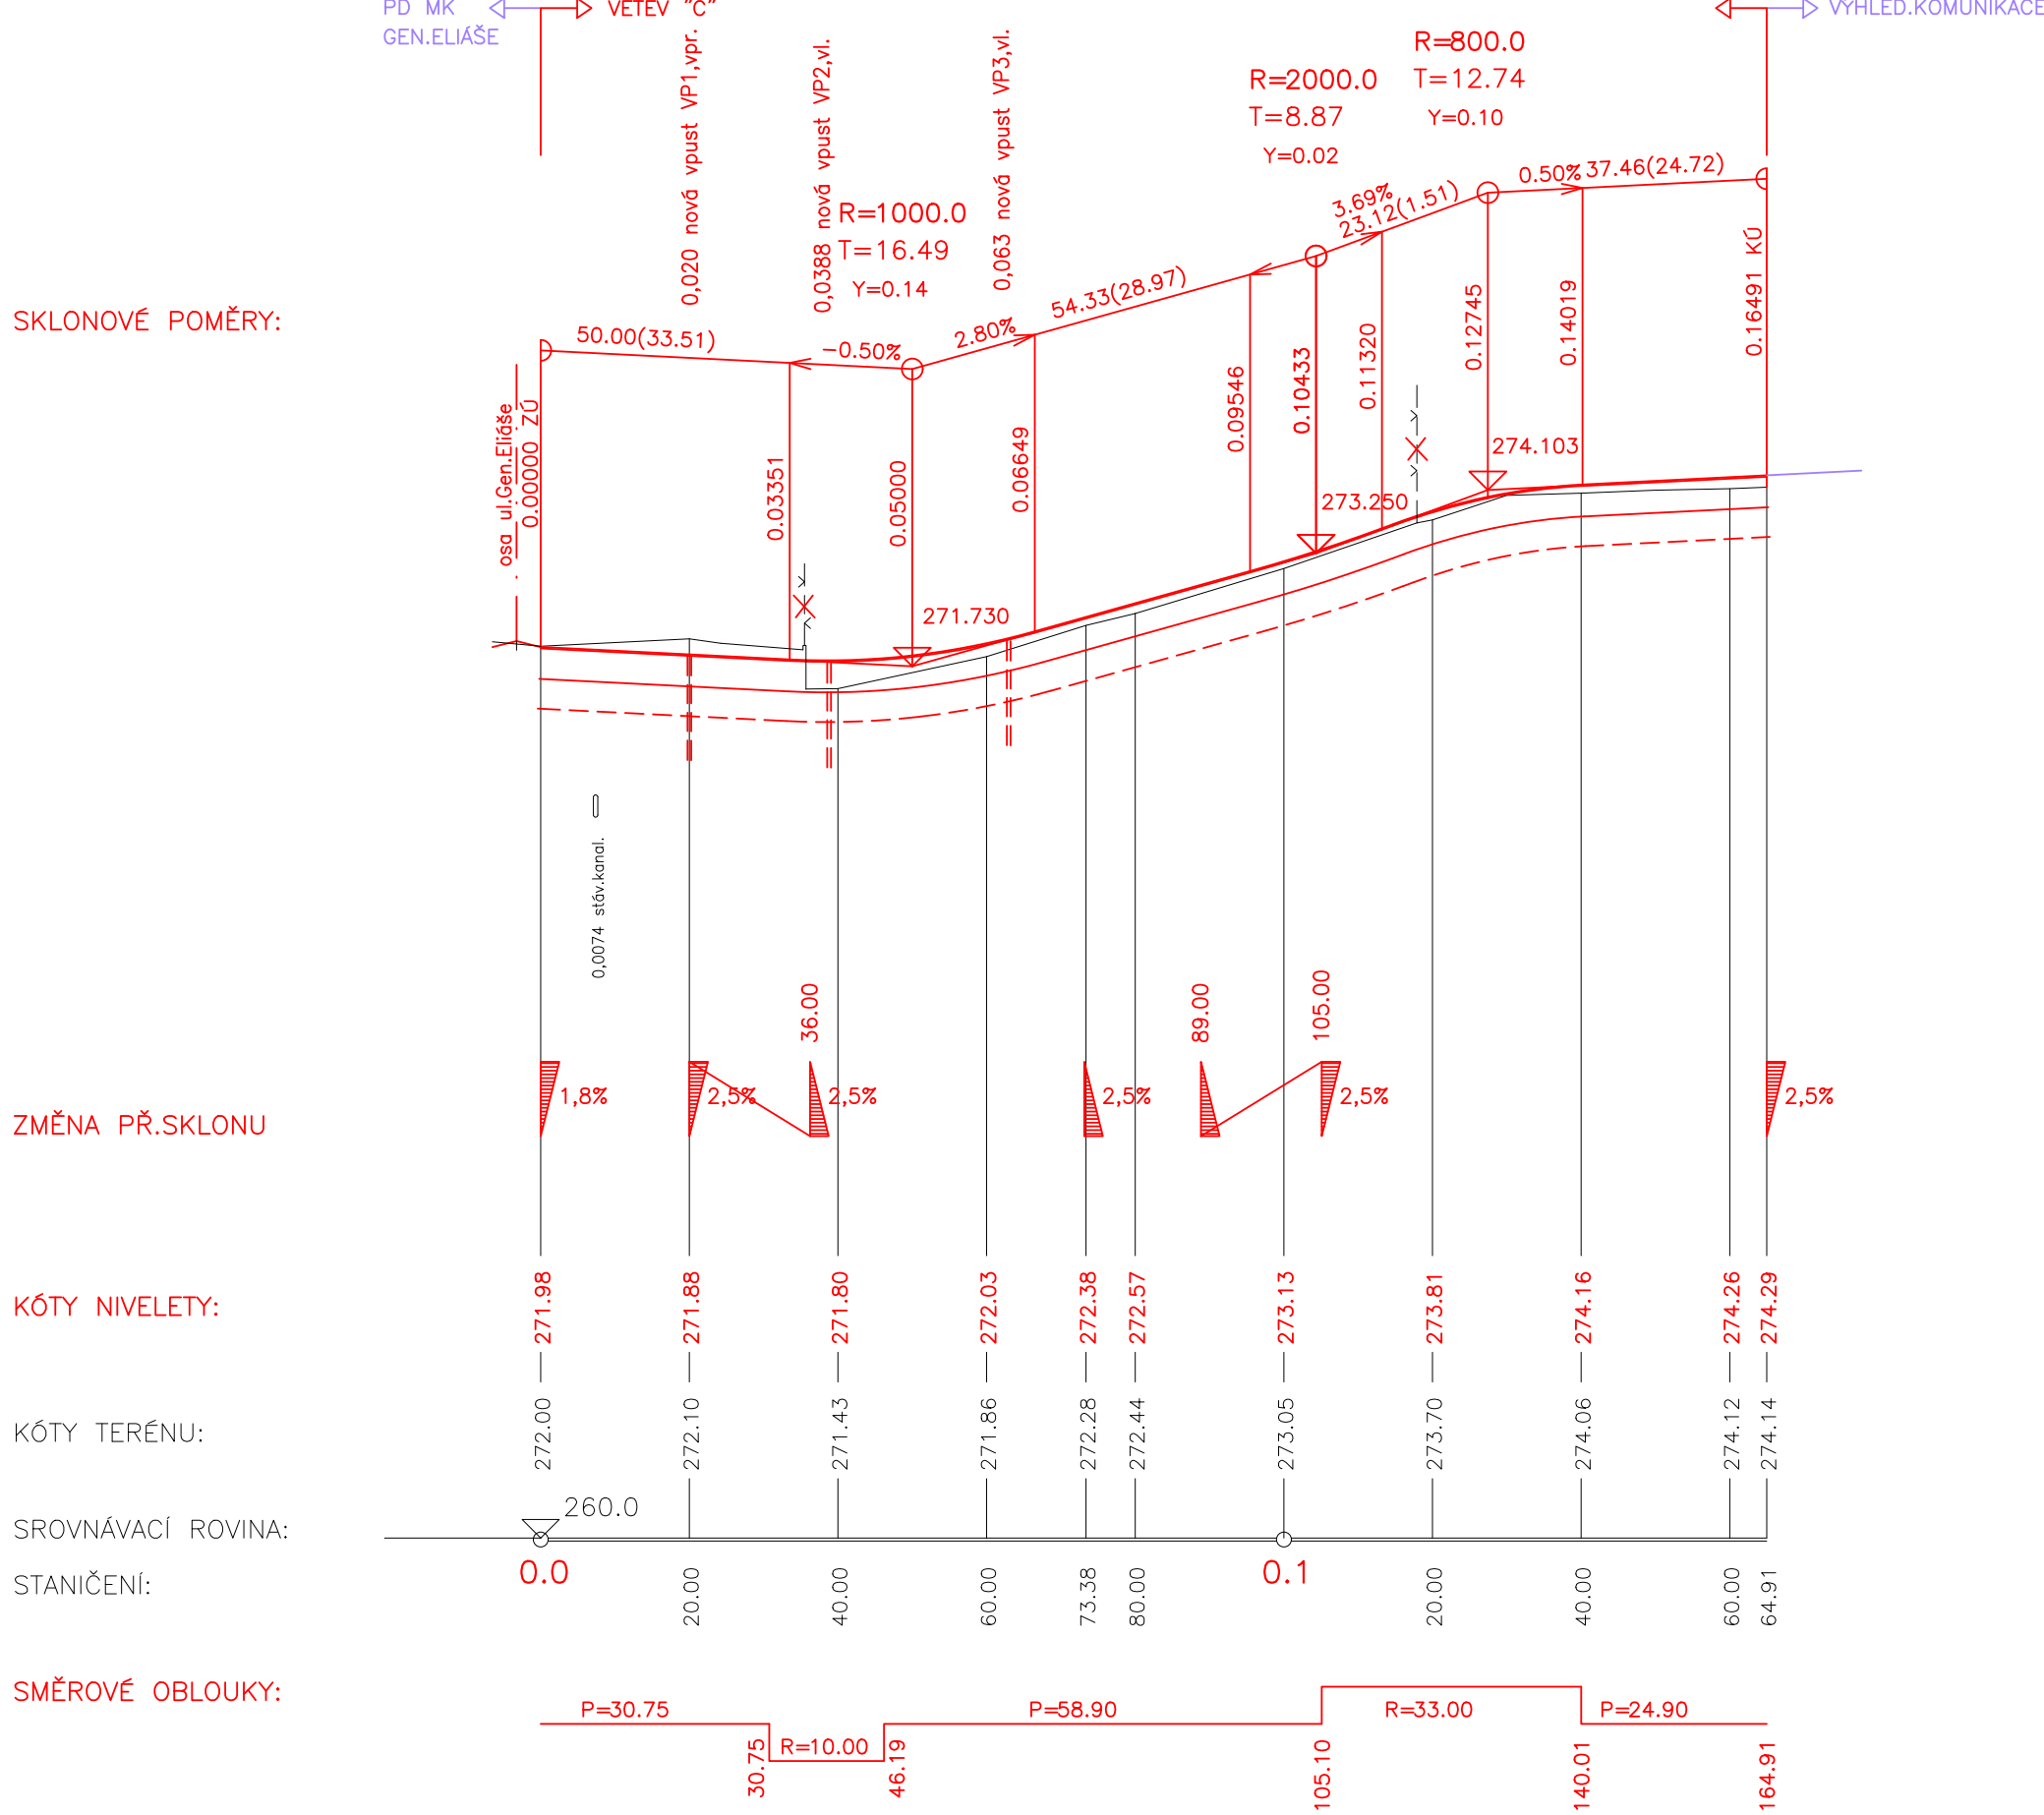 PD MK
GEN.ELIÁŠE
VĚTEV "C"
VÝHLED.KOMUNIKACE
0,020 nová vpust VP1,vpr.
0,0388 nová vpust VP2,vl.
0,063 nová vpust VP3,vl.
R=1000.0
T=16.49
Y=0.14
R=2000.0
T=8.87
Y=0.02
R=800.0
T=12.74
Y=0.10
SKLONOVÉ POMĚRY:
50.00(33.51)
-0.50%
2.80%
54.33(28.97)
3.69%
23.12(1.51)
0.50%
37.46(24.72)
osa ul.Gen.Eliáše
0.00000 ZÚ
0.03351
0.05000
0.06649
0.09546
0.10433
0.11320
0.12745
0.14019
0.16491 KÚ
271.730
273.250
274.103
0,0074 stáv.kanal.
36.00
89.00
105.00
ZMĚNA PŘ.SKLONU
1,8%
2,5%
2,5%
2,5%
2,5%
2,5%
KÓTY NIVELETY:
271.98
271.88
271.80
272.03
272.38
272.57
273.13
273.81
274.16
274.26
274.29
KÓTY TERÉNU:
272.00
272.10
271.43
271.86
272.28
272.44
273.05
273.70
274.06
274.12
274.14
SROVNÁVACÍ ROVINA:
260.0
STANIČENÍ:
0.0
20.00
40.00
60.00
73.38
80.00
0.1
20.00
40.00
60.00
64.91
SMĚROVÉ OBLOUKY:
P=30.75
R=10.00
P=58.90
R=33.00
P=24.90
30.75
46.19
105.10
140.01
164.91